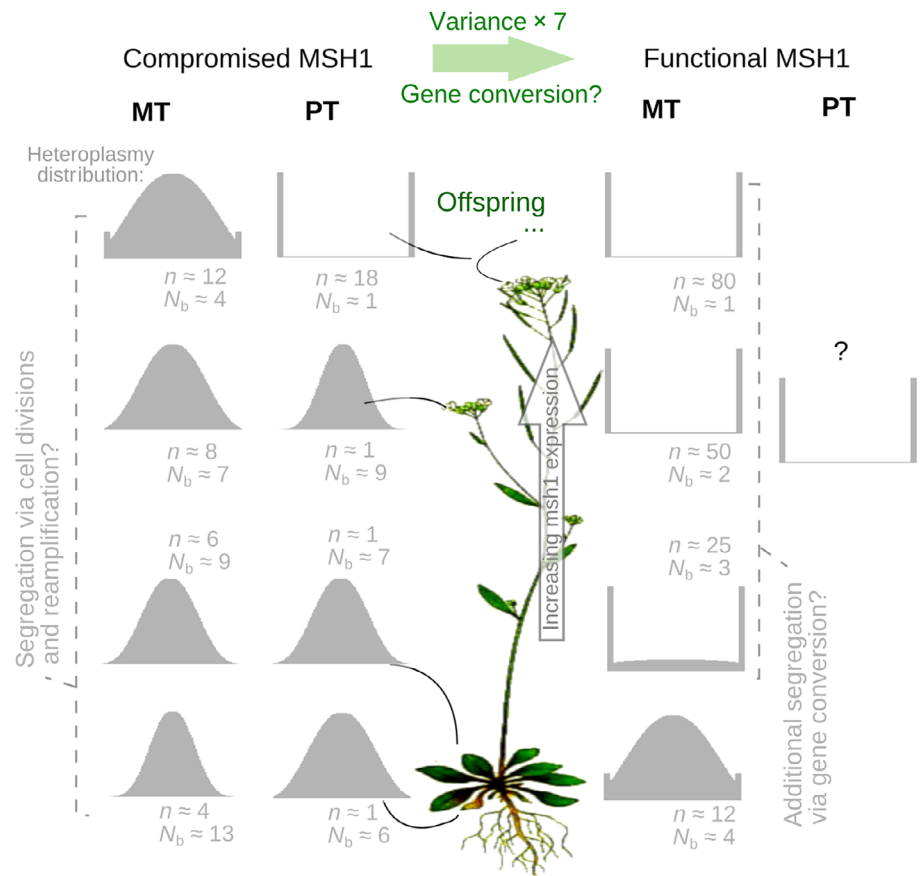 Variance × 7
Compromised MSH1
Functional MSH1
Gene conversion?
MT
PT
MT
PT
Heteroplasmy
distribution:
Offspring
...
n ≈ 12
N_b ≈ 4
n ≈ 18
N_b ≈ 1
n ≈ 80
N_b ≈ 1
?
n ≈ 8
N_b ≈ 7
n ≈ 1
N_b ≈ 9
n ≈ 50
N_b ≈ 2
Increasing msh1 expression
Segregation via cell divisions
and reamplification?
n ≈ 6
N_b ≈ 9
n ≈ 1
N_b ≈ 7
n ≈ 25
N_b ≈ 3
Additional segregation
via gene conversion?
n ≈ 4
N_b ≈ 13
n ≈ 1
N_b ≈ 6
n ≈ 12
N_b ≈ 4